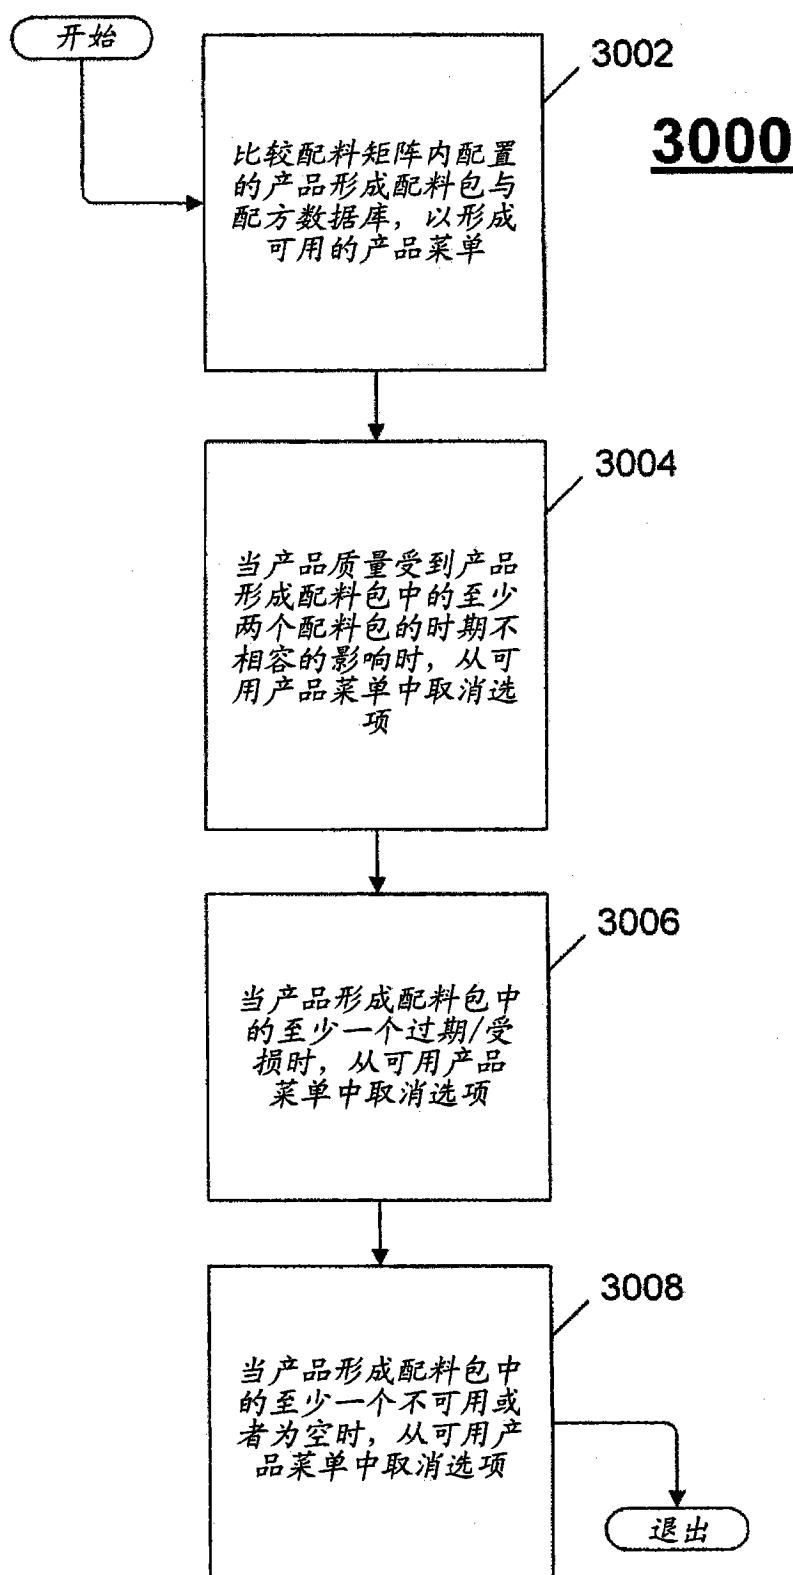 开始
3002
3000
比较配料矩阵内配置
的产品形成配料包与
配方数据库，以形成
可用的产品菜单
3004
当产品质量受到产品
形成配料包中的至少
两个配料包的时期不
相容的影响时，从可
用产品菜单中取消选
项
3006
当产品形成配料包中
的至少一个过期/受
损时，从可用产品
菜单中取消选项
3008
当产品形成配料包中
的至少一个不可用或
者为空时，从可用产
品菜单中取消选项
退出